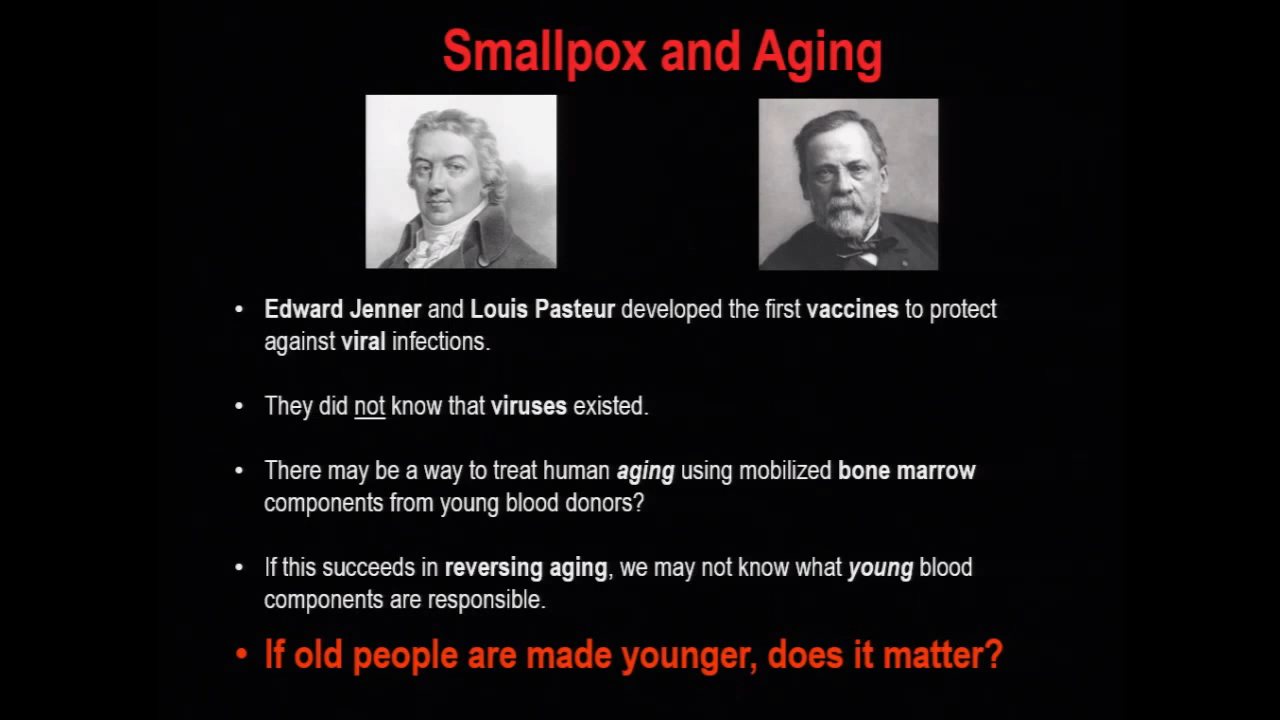 Smallpox and Aging
• Edward Jenner and Louis Pasteur developed the first vaccines to protect
against viral infections.
• They did not know that viruses existed.
• There may be a way to treat human aging using mobilized bone marrow
components from young blood donors?
• If this succeeds in reversing aging, we may not know what young blood
components are responsible.
• If old people are made younger, does it matter?